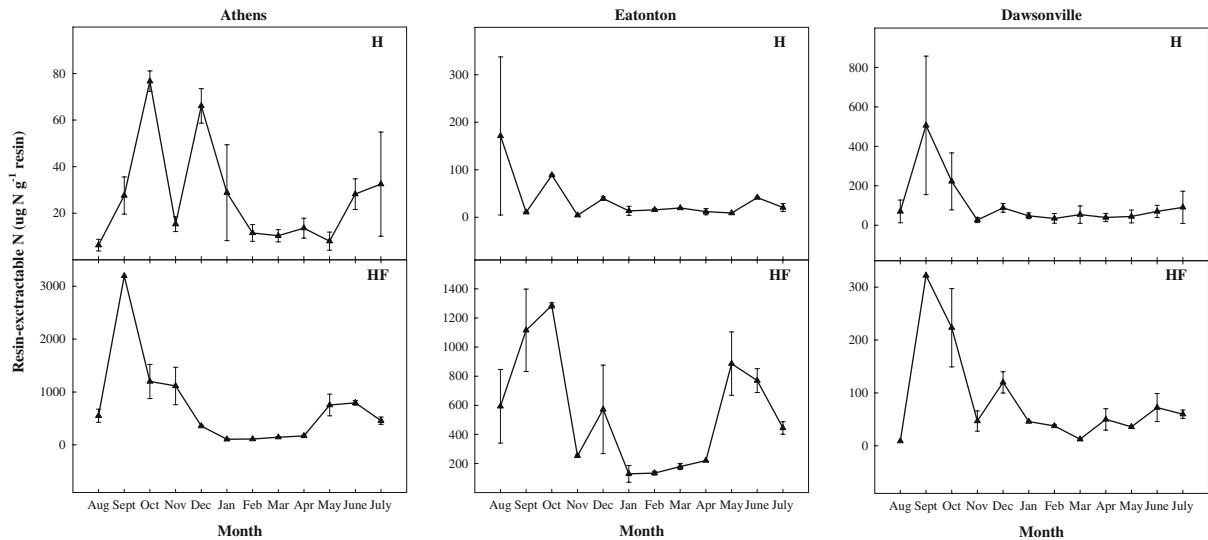 Athens
Eatonton
Dawsonville
Resin-exctractable N (ug N g⁻¹ resin)
H
80
60
40
20
HF
3000
2000
1000
0
Aug Sept Oct Nov Dec Jan Feb Mar Apr May June July
Month
H
300
200
100
0
HF
1400
1200
1000
800
600
400
200
Aug Sept Oct Nov Dec Jan Feb Mar Apr May June July
Month
H
800
600
400
200
0
HF
300
200
100
0
Aug Sept Oct Nov Dec Jan Feb Mar Apr May June July
Month